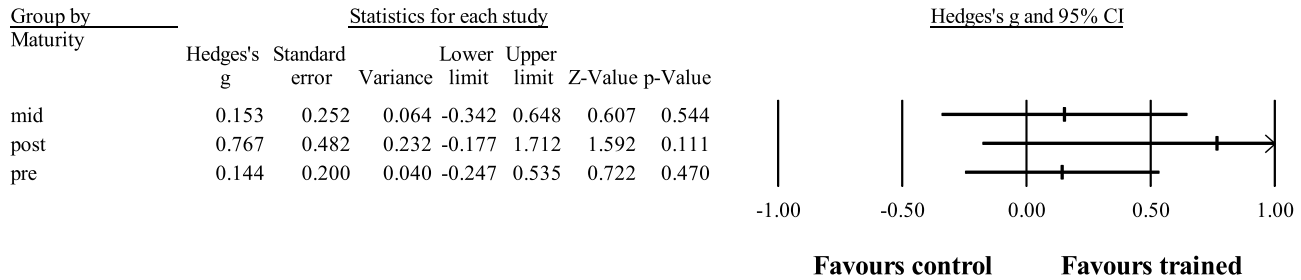 Group by Statistics for each study Hedges's g and 95% CI
Maturity
Hedges's Standard Lower Upper
g error Variance limit limit Z-Value p-Value
mid 0.153 0.252 0.064 -0.342 0.648 0.607 0.544
post 0.767 0.482 0.232 -0.177 1.712 1.592 0.111
pre 0.144 0.200 0.040 -0.247 0.535 0.722 0.470
-1.00 -0.50 0.00 0.50 1.00
Favours control Favours trained